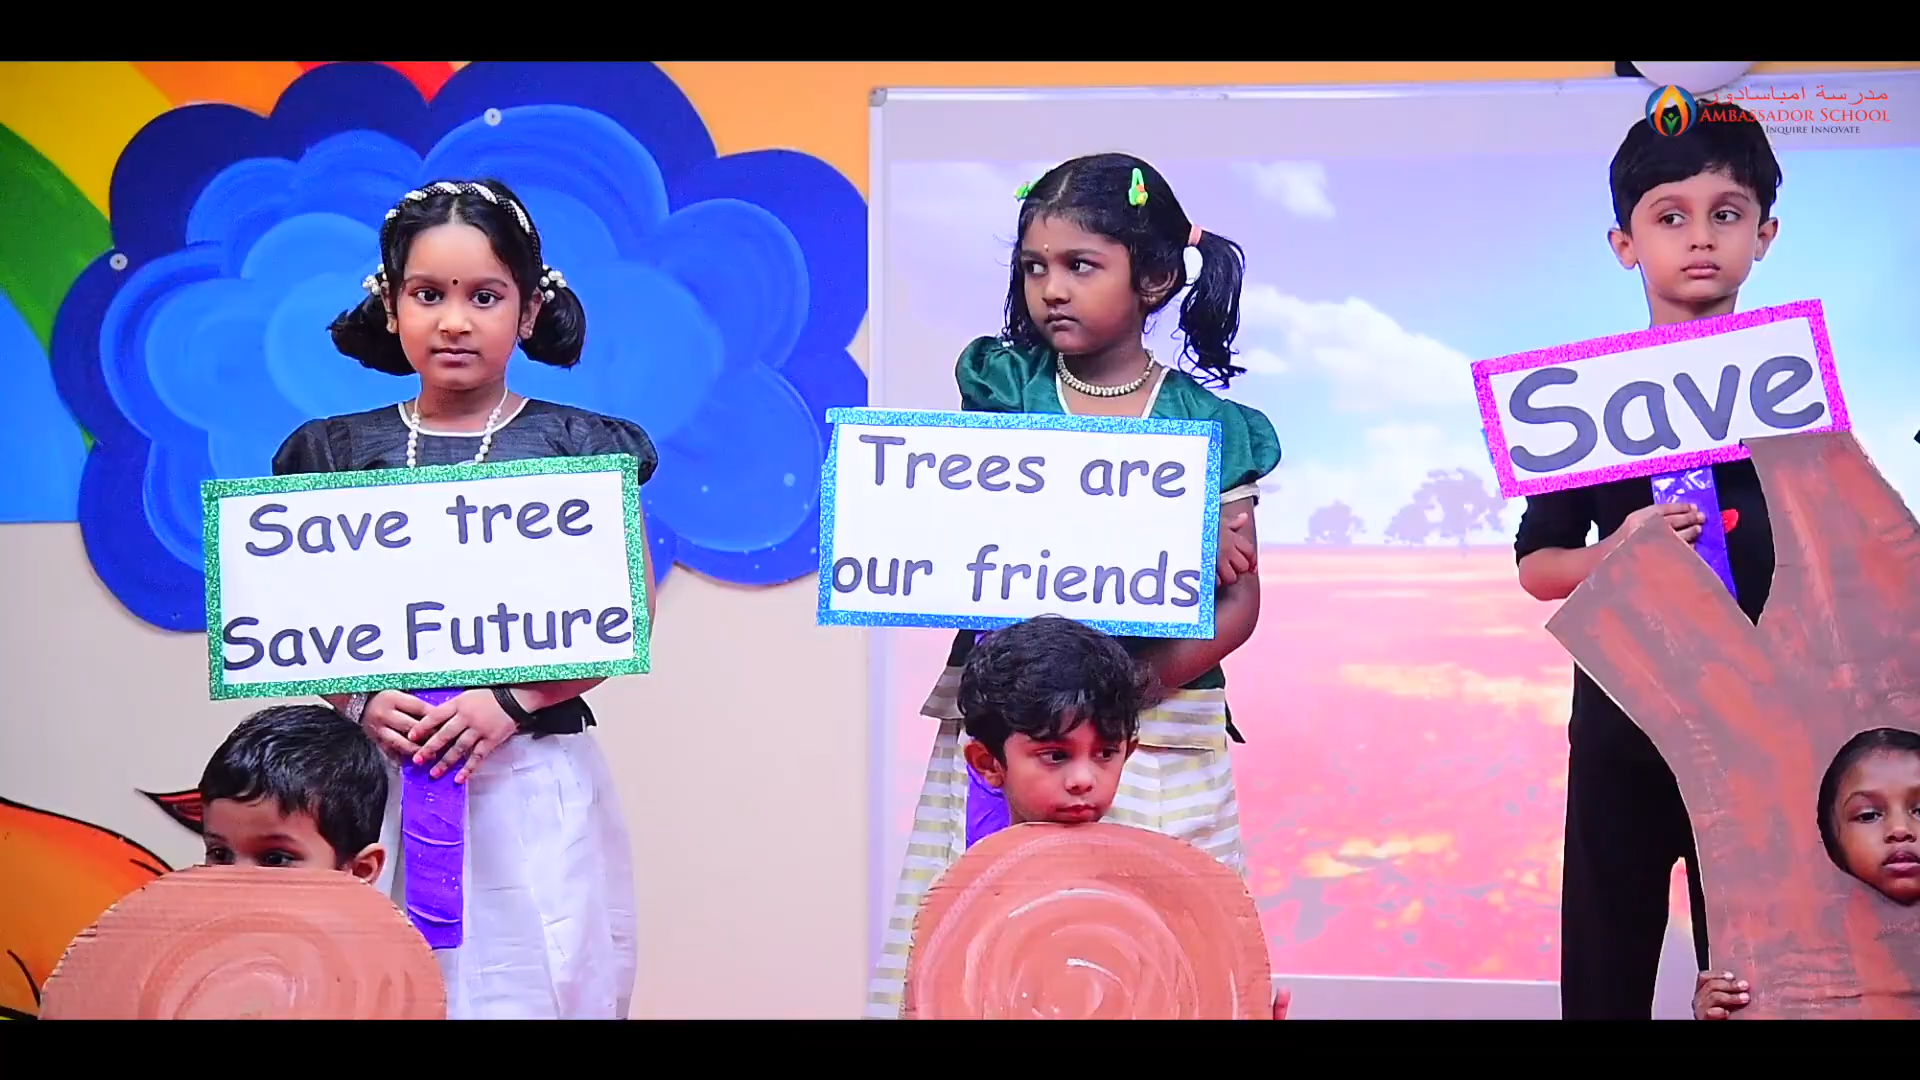 مدرسة امباسادور
AMBASSADOR SCHOOL
INQUIRE INNOVATE
Save tree
Save Future
Trees are
our friends
Save